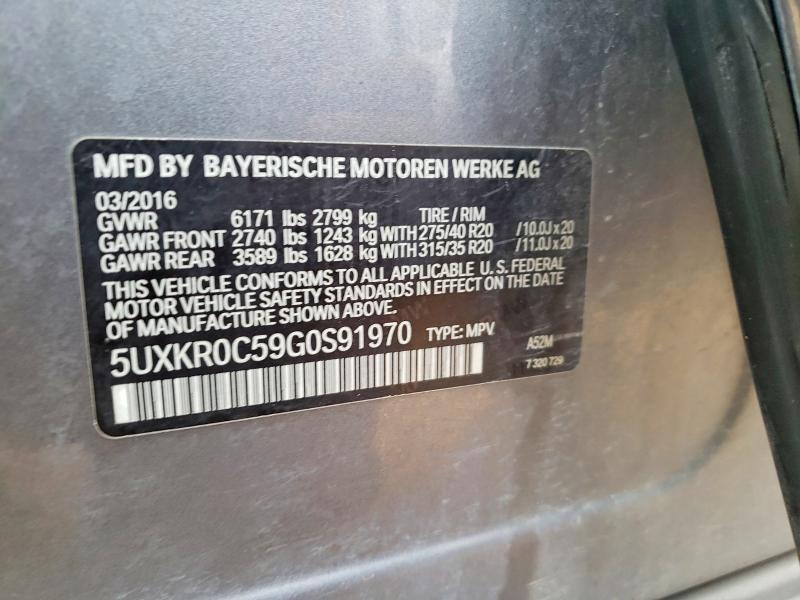 MFD BY BAYERISCHE MOTOREN WERKE AG
03/2016
GVWR 6171 lbs 2799 kg TIRE / RIM
GAWR FRONT 2740 lbs 1243 kg WITH 275/40 R20 /10.0J x 20
GAWR REAR 3589 lbs 1628 kg WITH 315/35 R20 /11.0J x 20
THIS VEHICLE CONFORMS TO ALL APPLICABLE U. S. FEDERAL
MOTOR VEHICLE SAFETY STANDARDS IN EFFECT ON THE DATE
OF MANUFACTURE SHOWN ABOVE.
5UXKR0C59G0S91970 TYPE: MPV A52M
7 320 729